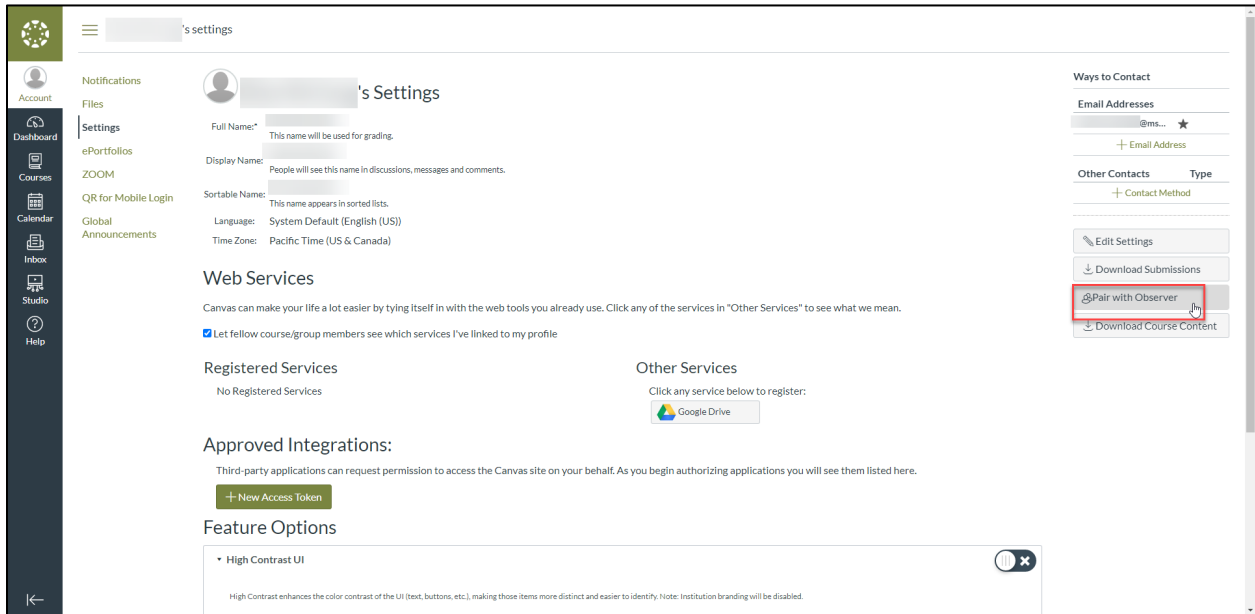 's settings
Account
Dashboard
Courses
Calendar
Inbox
Studio
Help
Notifications
Files
Settings
ePortfolios
ZOOM
QR for Mobile Login
Global
Announcements
's Settings
Full Name:*
This name will be used for grading.
Display Name:
People will see this name in discussions, messages and comments.
Sortable Name:
This name appears in sorted lists.
Language: System Default (English (US))
Time Zone: Pacific Time (US & Canada)
Web Services
Canvas can make your life a lot easier by tying itself in with the web tools you already use. Click any of the services in "Other Services" to see what we mean.
Let fellow course/group members see which services I've linked to my profile
Registered Services
No Registered Services
Other Services
Click any service below to register:
Google Drive
Approved Integrations:
Third-party applications can request permission to access the Canvas site on your behalf. As you begin authorizing applications you will see them listed here.
+ New Access Token
Feature Options
High Contrast UI
High Contrast enhances the color contrast of the UI (text, buttons, etc.), making those items more distinct and easier to identify. Note: Institution branding will be disabled.
Ways to Contact
Email Addresses
@ms...
+ Email Address
Other Contacts Type
+ Contact Method
Edit Settings
Download Submissions
Pair with Observer
Download Course Content